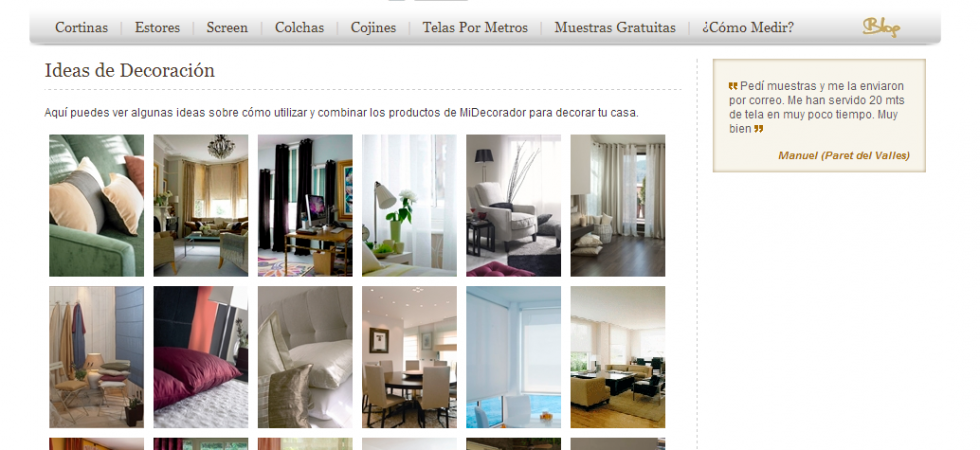 Cortinas Estores Screen Colchas Cojines Telas Por Metros Muestras Gratuitas ¿Cómo Medir? Blog
Ideas de Decoración
Aquí puedes ver algunas ideas sobre cómo utilizar y combinar los productos de MiDecorador para decorar tu casa.
Pedí muestras y me la enviaron
por correo. Me han servido 20 mts
de tela en muy poco tiempo. Muy
bien
Manuel (Paret del Valles)